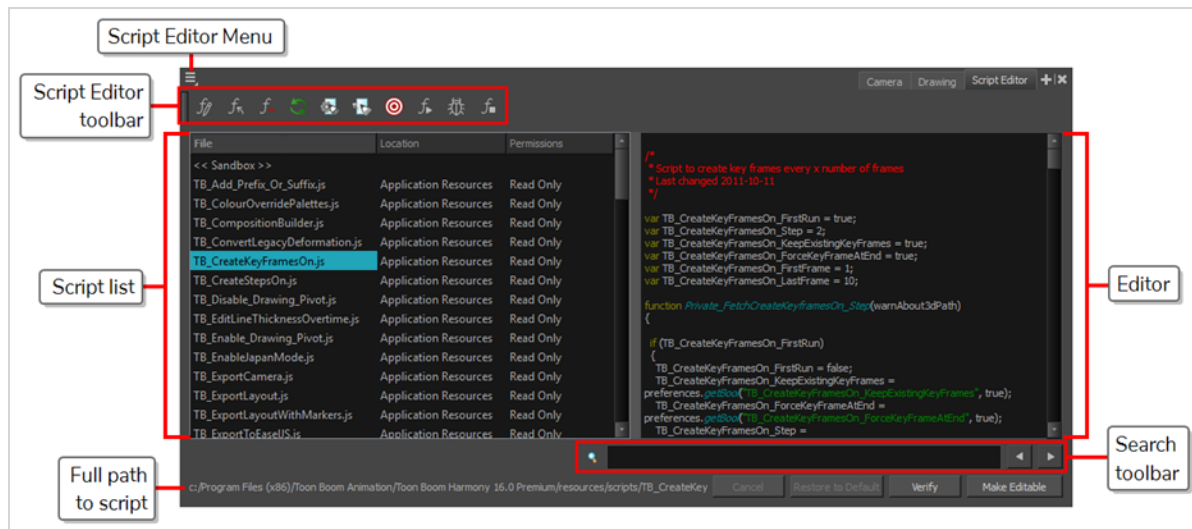 Script Editor Menu
Script Editor
toolbar
Camera
Drawing
Script Editor
File Location Permissions
<< Sandbox >>
TB_Add_Prefix_Or_Suffix.js Application Resources Read Only
TB_ColourOverridePalettes.js Application Resources Read Only
TB_CompositionBuilder.js Application Resources Read Only
TB_ConvertLegacyDeformation.js Application Resources Read Only
TB_CreateKeyFramesOn.js Application Resources Read Only
TB_CreateStepsOn.js Application Resources Read Only
TB_Disable_Drawing_Pivot.js Application Resources Read Only
TB_EditLineThicknessOvertime.js Application Resources Read Only
TB_Enable_Drawing_Pivot.js Application Resources Read Only
TB_EnableJapanMode.js Application Resources Read Only
TB_ExportCamera.js Application Resources Read Only
TB_ExportLayout.js Application Resources Read Only
TB_ExportLayoutWithMarkers.js Application Resources Read Only
TB_ExportToEaselJS.js Application Resources Read Only
Script list
/*
* Script to create key frames every x number of frames
* Last changed 2011-10-11
*/
var TB_CreateKeyFramesOn_FirstRun = true;
var TB_CreateKeyFramesOn_Step = 2;
var TB_CreateKeyFramesOn_KeepExistingKeyFrames = true;
var TB_CreateKeyFramesOn_ForceKeyFrameAtEnd = true;
var TB_CreateKeyFramesOn_FirstFrame = 1;
var TB_CreateKeyFramesOn_LastFrame = 10;
function Private_FetchCreateKeyframesOn_Step(warnAbout3dPath)
{
if (TB_CreateKeyFramesOn_FirstRun)
{
TB_CreateKeyFramesOn_FirstRun = false;
TB_CreateKeyFramesOn_KeepExistingKeyFrames =
preferences.getBool("TB_CreateKeyFramesOn_KeepExistingKeyFrames", true);
TB_CreateKeyFramesOn_ForceKeyFrameAtEnd =
preferences.getBool("TB_CreateKeyFramesOn_ForceKeyFrameAtEnd", true);
TB_CreateKeyFramesOn_Step =
Editor
Search
toolbar
Full path
to script
c:/Program Files (x86)/Toon Boom Animation/Toon Boom Harmony 16.0 Premium/resources/scripts/TB_CreateKey
Cancel
Restore to Default
Verify
Make Editable